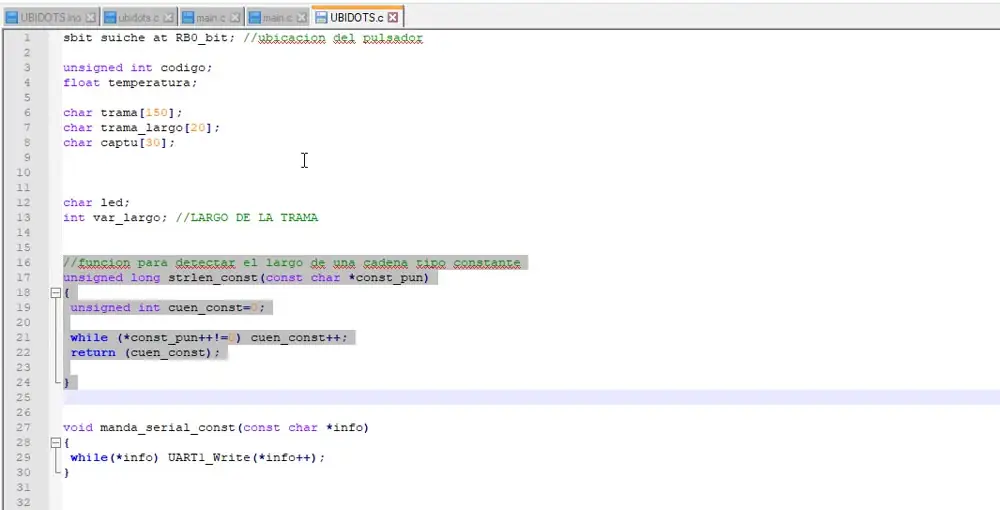 UBIDOTS.ino
ubidots.c
main.c
main.c
UBIDOTS.c
1 sbit suiche at RB0_bit; //ubicacion del pulsador
2
3 unsigned int codigo;
4 float temperatura;
5
6 char trama[150];
7 char trama_largo[20];
8 char captu[30];
9
10
11
12 char led;
13 int var_largo; //LARGO DE LA TRAMA
14
15
16 //funcion para detectar el largo de una cadena tipo constante
17 unsigned long strlen_const(const char *const_pun)
18 {
19 unsigned int cuen_const=0;
20
21 while (*const_pun++!=0) cuen_const++;
22 return (cuen_const);
23
24 }
25
26
27 void manda_serial_const(const char *info)
28 {
29 while(*info) UART1_Write(*info++);
30 }
31
32